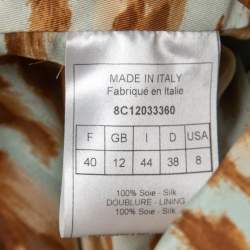 MADE IN ITALY
Fabriqué en Italie
8C12033360
F GB I D USA
40 12 44 38 8
100% Soie - Silk
DOUBLURE - LINING
100% Soie - Silk